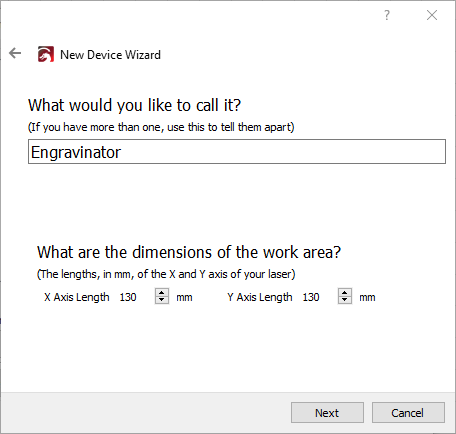 ?
New Device Wizard
What would you like to call it?
(If you have more than one, use this to tell them apart)
Engravinator
What are the dimensions of the work area?
(The lengths, in mm, of the X and Y axis of your laser)
X Axis Length 130 mm Y Axis Length 130 mm
Next Cancel